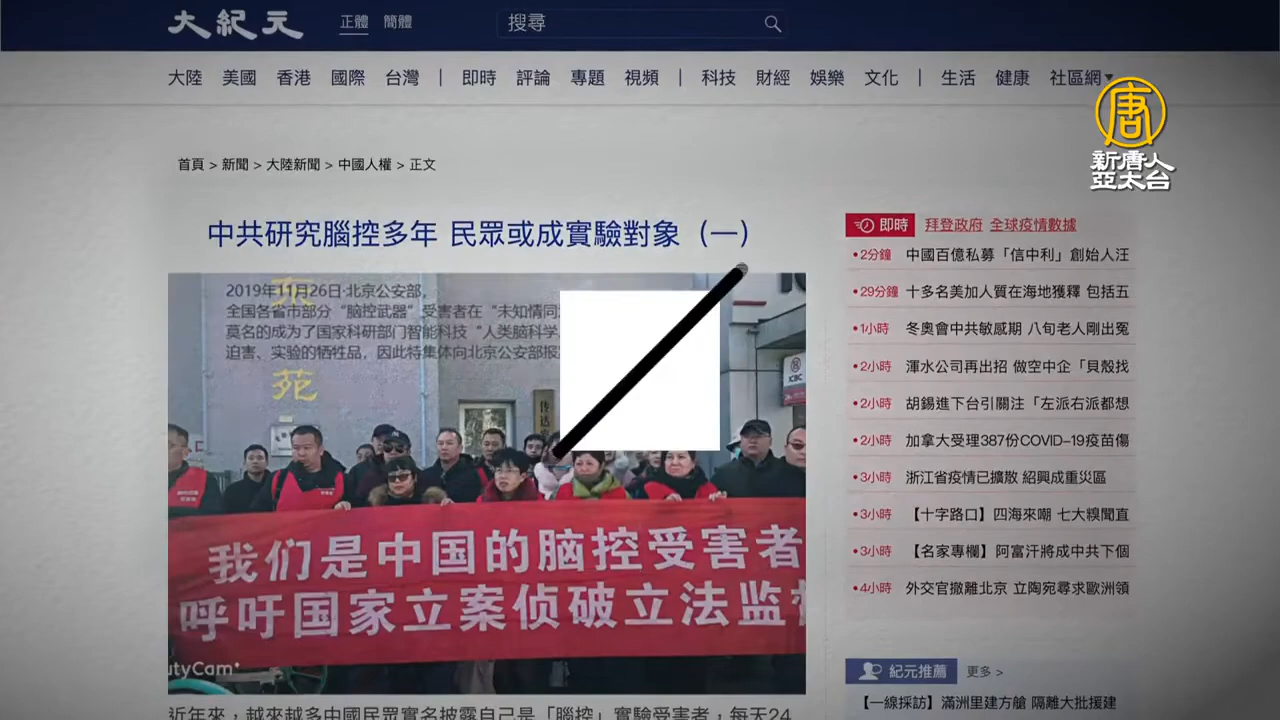 大紀元
正體 簡體
搜尋
大陸 美國 香港 國際 台灣 | 即時 評論 專題 視頻 | 科技 財經 娛樂 文化 | 生活 健康 社區網
唐
新唐人
亞太台
首頁 > 新聞 > 大陸新聞 > 中國人權 > 正文
中共研究腦控多年 民眾或成實驗對象（一）
2019年11月26日·北京公安部，
全国各省市部分“脑控武器”受害者在“未知情同
莫名的成为了国家科研部门智能科技“人类脑科学
迫害、实验的牺牲品，因此特集体向北京公安部报
苑
ICBC
我们是中国的脑控受害者
呼吁国家立案侦破立法监
utyCam
近年來，越來越多中國民眾實名披露自己是「腦控」實驗受害者，每天24
即時 拜登政府 全球疫情數據
•2分鐘 中國百億私募「信中利」創始人汪
•29分鐘 十多名美加人質在海地獲釋 包括五
•1小時 冬奧會中共敏感期 八旬老人剛出冤
•2小時 渾水公司再出招 做空中企「貝殼找
•2小時 胡錫進下台引關注「左派右派都想
•2小時 加拿大受理387份COVID-19疫苗傷
•3小時 浙江省疫情已擴散 紹興成重災區
•3小時 【十字路口】四海來嘲 七大糗聞直
•3小時 【名家專欄】阿富汗將成中共下個
•4小時 外交官撤離北京 立陶宛尋求歐洲領
紀元推薦 更多 >
【一線採訪】滿洲里建方艙 隔離大批援建